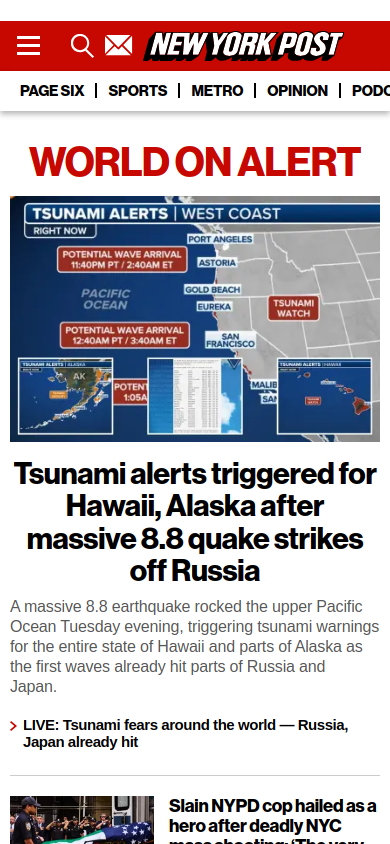 NEW YORK POST
PAGE SIX | SPORTS | METRO | OPINION | PODC
WORLD ON ALERT
TSUNAMI ALERTS | WEST COAST
RIGHT NOW
PORT ANGELES
POTENTIAL WAVE ARRIVAL
11:40PM PT / 2:40AM ET
ASTORIA
PACIFIC
OCEAN
GOLD BEACH
EUREKA
TSUNAMI
WATCH
POTENTIAL WAVE ARRIVAL
12:40AM PT / 3:40AM ET
SAN
FRANCISCO
TSUNAMI ALERTS | ALASKA
TSUNAMI ALERTS | HAWAII
AK
POTEN
1:05A
MALIB
SAN
Tsunami alerts triggered for
Hawaii, Alaska after
massive 8.8 quake strikes
off Russia
A massive 8.8 earthquake rocked the upper Pacific
Ocean Tuesday evening, triggering tsunami warnings
for the entire state of Hawaii and parts of Alaska as
the first waves already hit parts of Russia and
Japan.
LIVE: Tsunami fears around the world — Russia,
Japan already hit
Slain NYPD cop hailed as a
hero after deadly NYC
mass shooting: 'The very